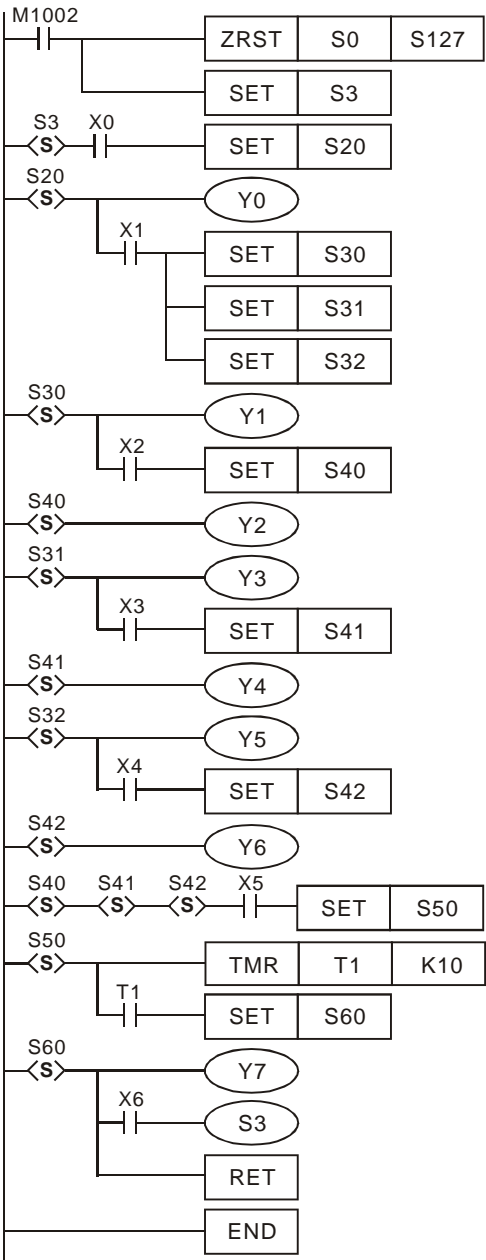 M1002
ZRST S0 S127
SET S3
S3 X0
S SET S20
S20
S Y0
X1
SET S30
SET S31
SET S32
S30
S Y1
X2
SET S40
S40
S Y2
S31
S Y3
X3
SET S41
S41
S Y4
S32
S Y5
X4
SET S42
S42
S Y6
S40 S41 S42 X5
S S S SET S50
S50
S TMR T1 K10
T1
SET S60
S60
S Y7
X6
S3
RET
END